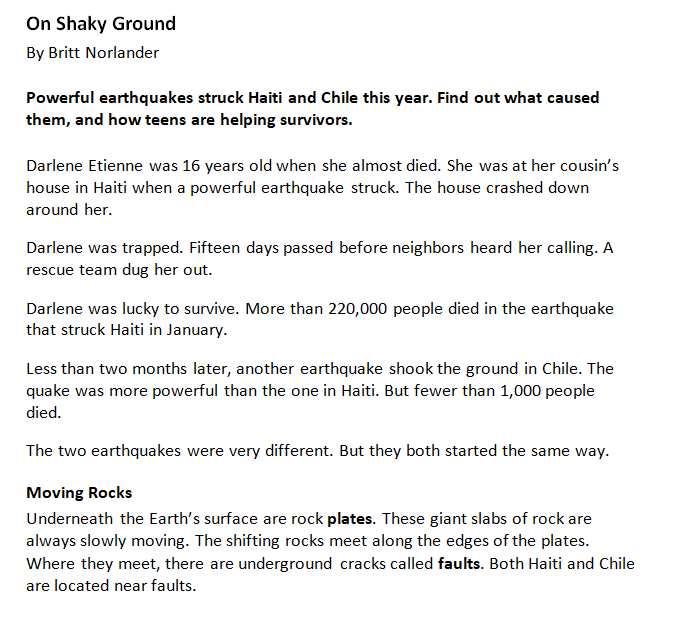 On Shaky Ground
By Britt Norlander
Powerful earthquakes struck Haiti and Chile this year. Find out what caused
them, and how teens are helping survivors.
Darlene Etienne was 16 years old when she almost died. She was at her cousin’s
house in Haiti when a powerful earthquake struck. The house crashed down
around her.
Darlene was trapped. Fifteen days passed before neighbors heard her calling. A
rescue team dug her out.
Darlene was lucky to survive. More than 220,000 people died in the earthquake
that struck Haiti in January.
Less than two months later, another earthquake shook the ground in Chile. The
quake was more powerful than the one in Haiti. But fewer than 1,000 people
died.
The two earthquakes were very different. But they both started the same way.
Moving Rocks
Underneath the Earth’s surface are rock plates. These giant slabs of rock are
always slowly moving. The shifting rocks meet along the edges of the plates.
Where they meet, there are underground cracks called faults. Both Haiti and Chile
are located near faults.